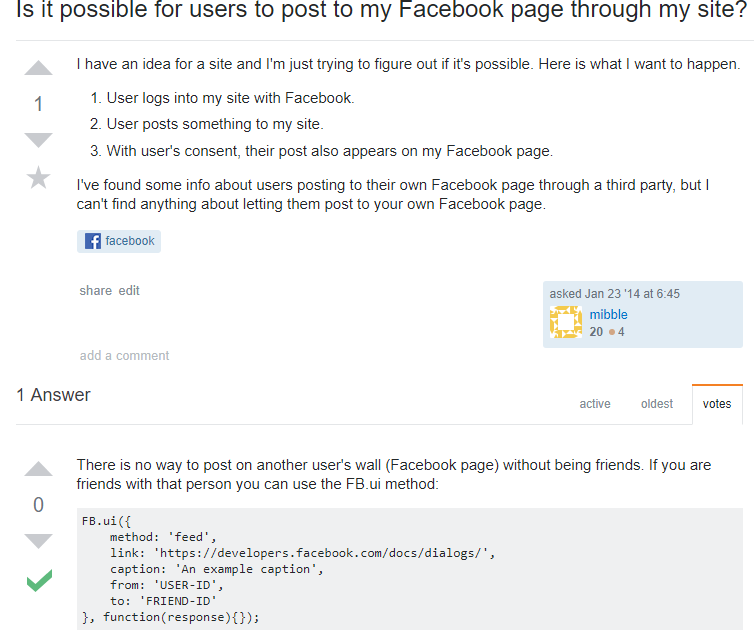 Is it possible for users to post to my Facebook page through my site?
I have an idea for a site and I'm just trying to figure out if it's possible. Here is what I want to happen.
1
1. User logs into my site with Facebook.
2. User posts something to my site.
3. With user's consent, their post also appears on my Facebook page.
I've found some info about users posting to their own Facebook page through a third party, but I
can't find anything about letting them post to your own Facebook page.
facebook
share edit
asked Jan 23 '14 at 6:45
mibble
20 4
add a comment
1 Answer
active oldest votes
There is no way to post on another user's wall (Facebook page) without being friends. If you are
friends with that person you can use the FB.ui method:
0
FB.ui({
    method: 'feed',
    link: 'https://developers.facebook.com/docs/dialogs/',
    caption: 'An example caption',
    from: 'USER-ID',
    to: 'FRIEND-ID'
}, function(response){});